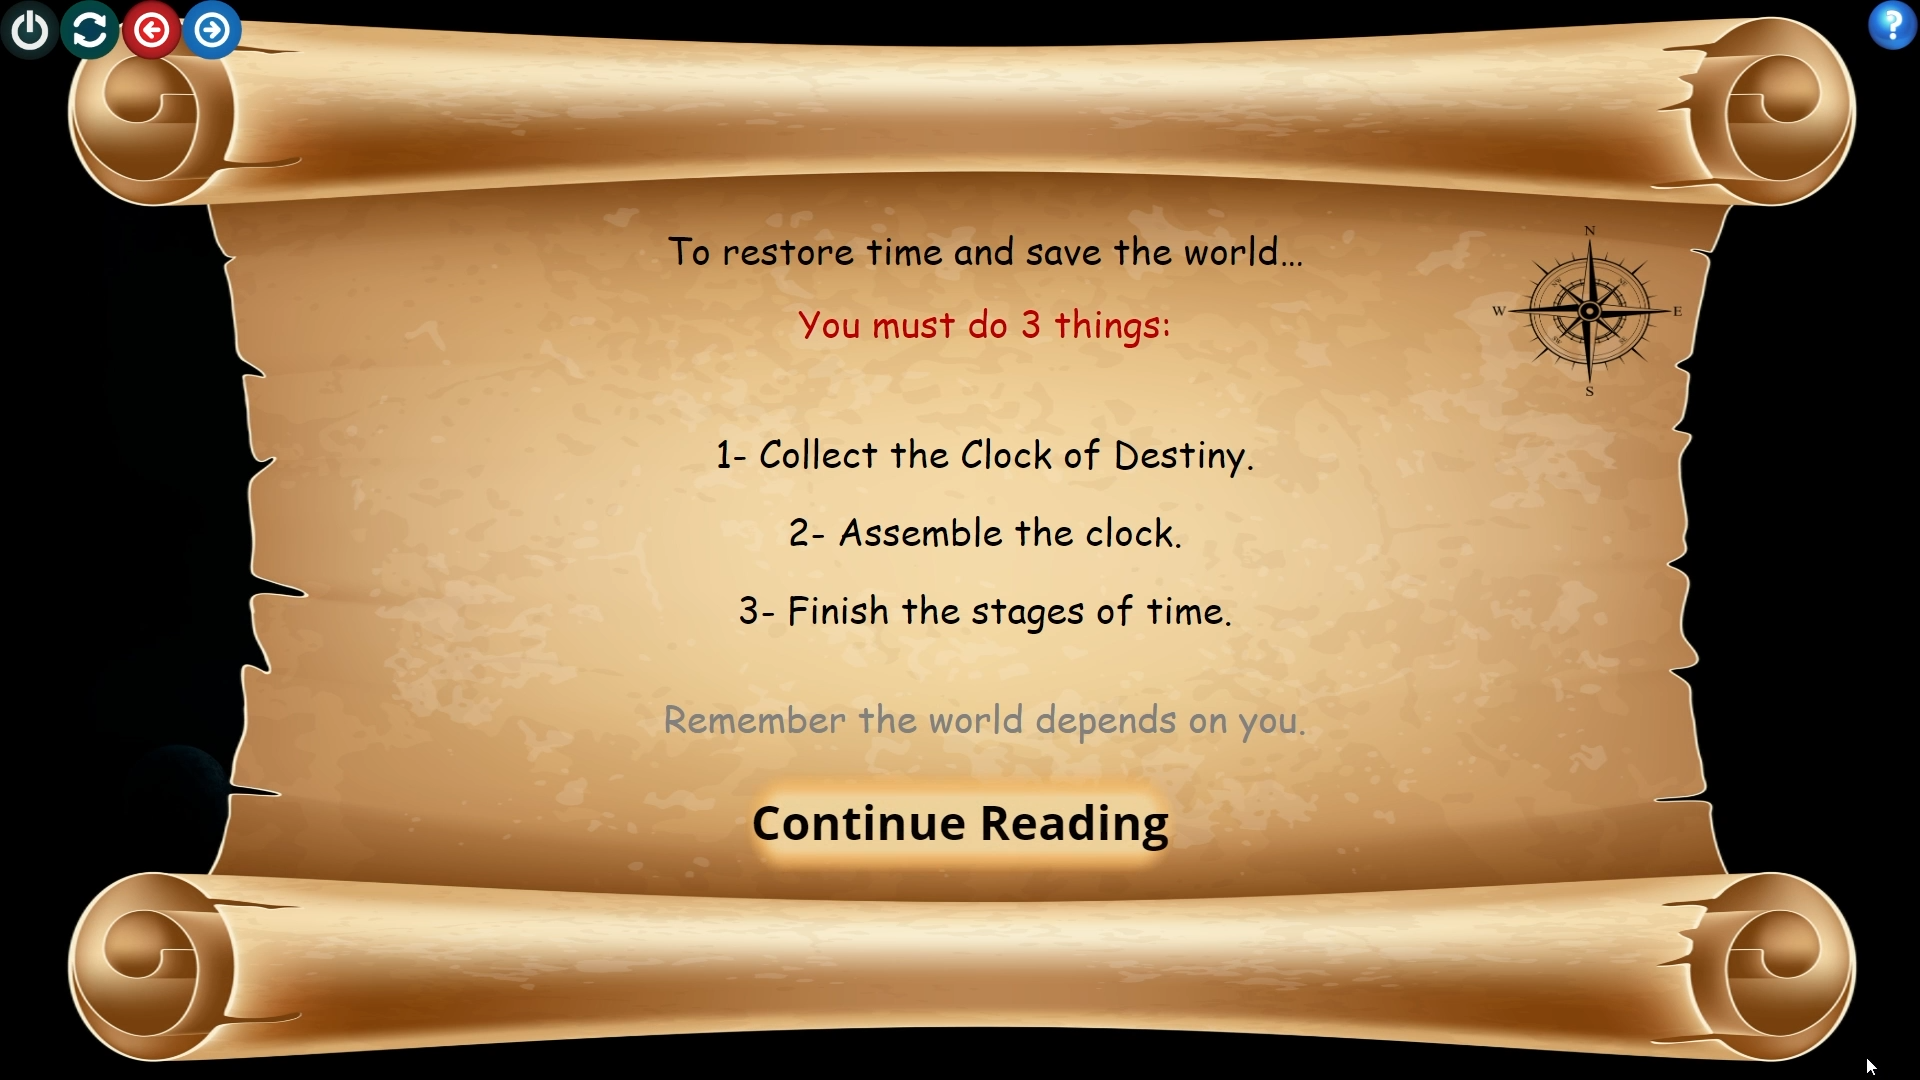 To restore time and save the world...
N
You must do 3 things:
W E
S
1- Collect the Clock of Destiny.
2- Assemble the clock.
3- Finish the stages of time.
Remember the world depends on you.
Continue Reading
?